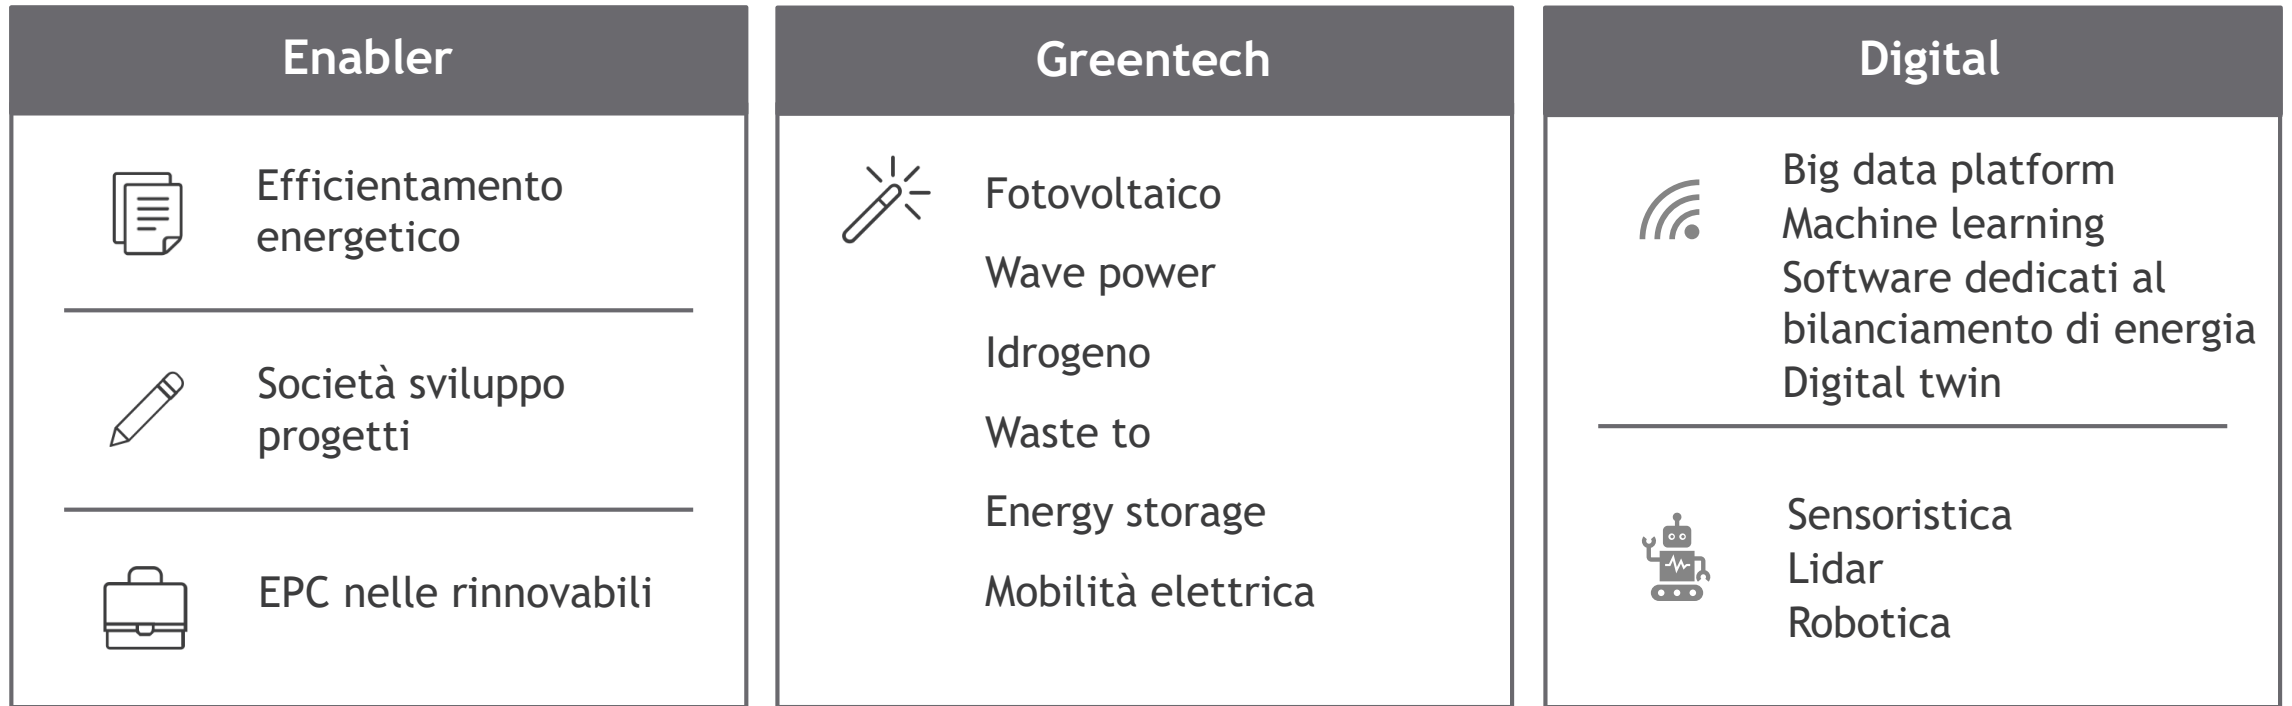 Enabler
Efficientamento
energetico
Società sviluppo
progetti
EPC nelle rinnovabili
Greentech
Fotovoltaico
Wave power
Idrogeno
Waste to
Energy storage
Mobilità elettrica
Digital
Big data platform
Machine learning
Software dedicati al
bilanciamento di energia
Digital twin
Sensoristica
Lidar
Robotica